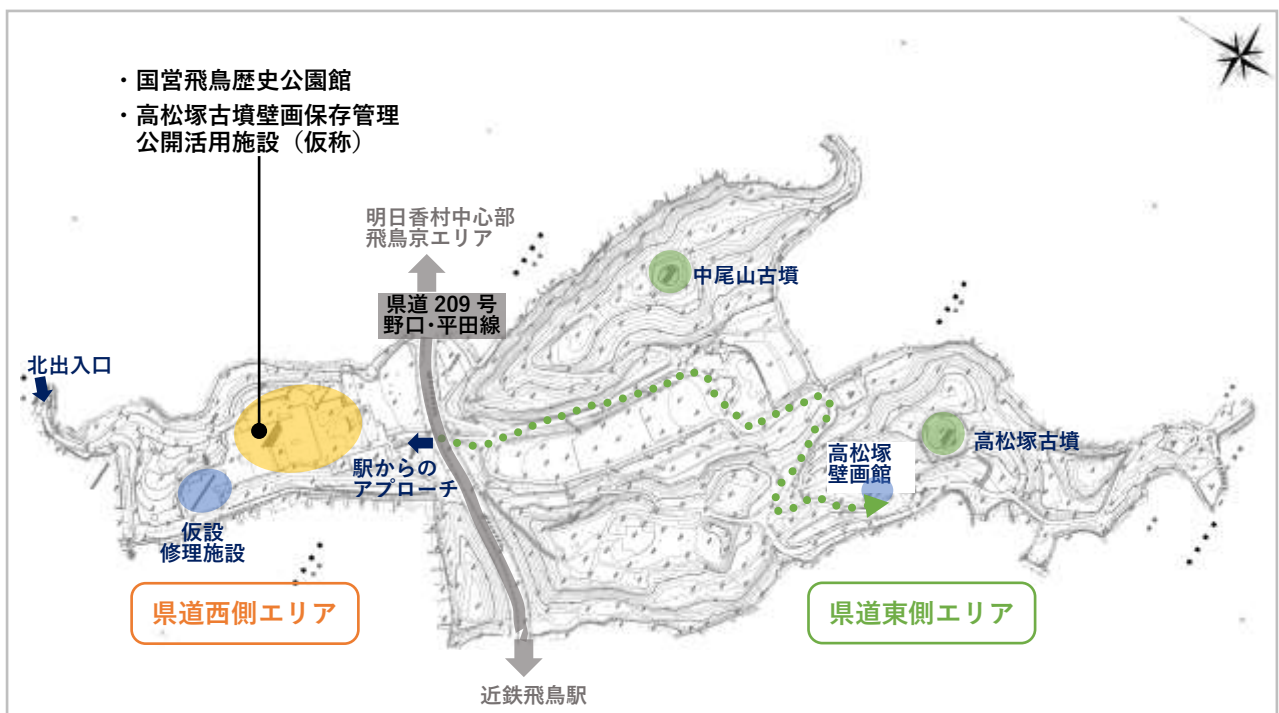 ・国営飛鳥歴史公園館
・高松塚古墳壁画保存管理
公開活用施設（仮称）
明日香村中心部
飛鳥京エリア
中尾山古墳
県道 209 号
野口･平田線
北出入口
駅からの
アプローチ
高松塚
壁画館
高松塚古墳
仮設
修理施設
県道西側エリア
県道東側エリア
近鉄飛鳥駅